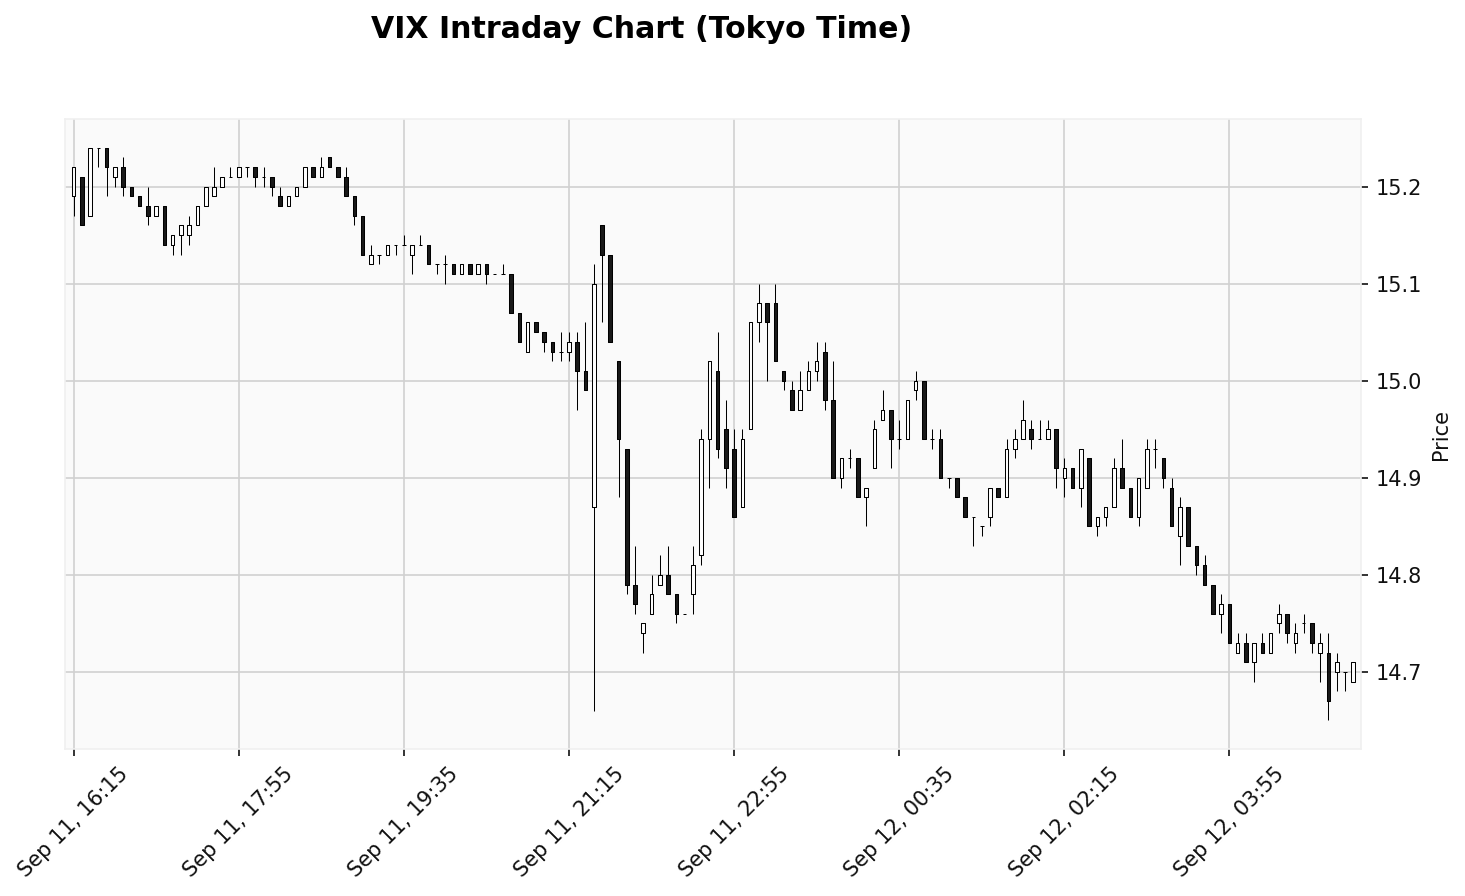 VIX Intraday Chart (Tokyo Time)
15.2
15.1
15.0
14.9
14.8
14.7
Price
Sep 11, 16:15
Sep 11, 17:55
Sep 11, 19:35
Sep 11, 21:15
Sep 11, 22:55
Sep 12, 00:35
Sep 12, 02:15
Sep 12, 03:55